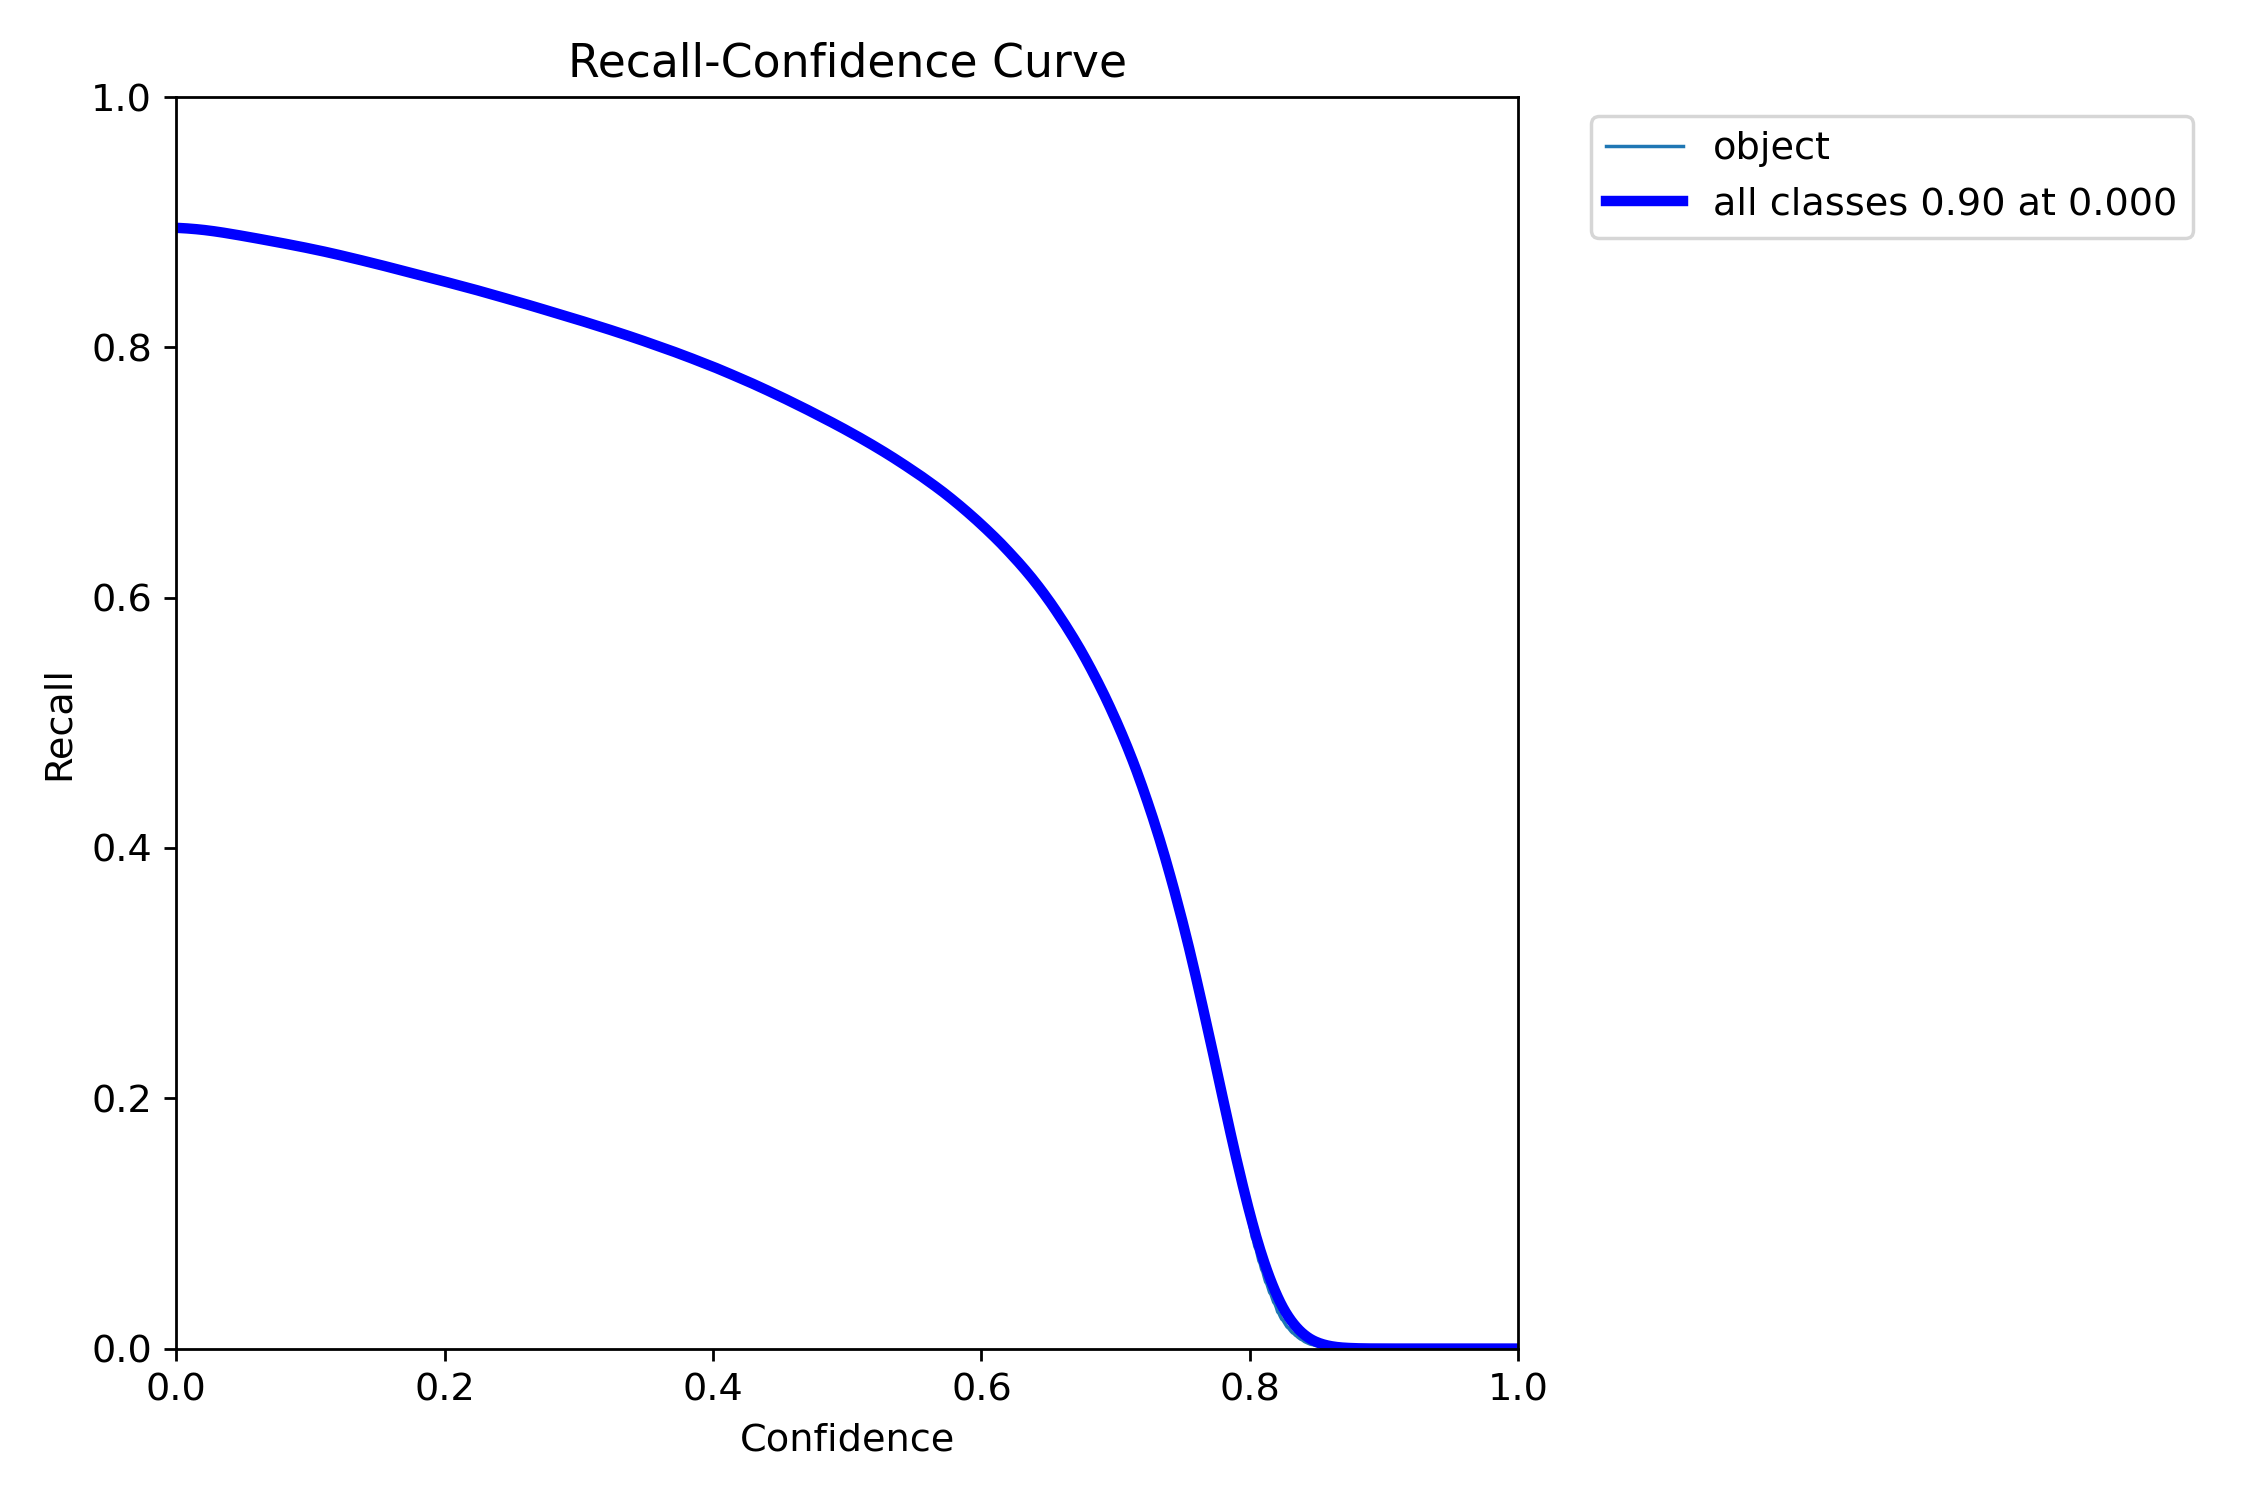 Recall-Confidence Curve
1.0
0.8
0.6
0.4
0.2
0.0
Recall
0.0 0.2 0.4 0.6 0.8 1.0
Confidence
object
all classes 0.90 at 0.000